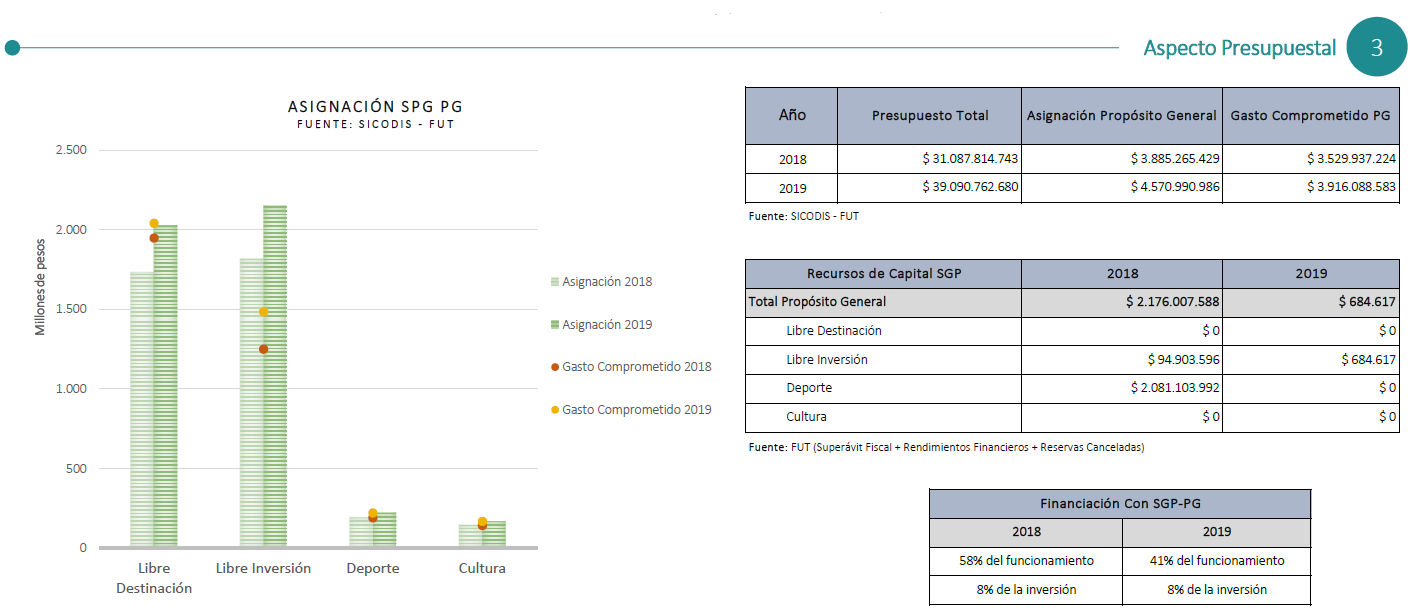 Aspecto Presupuestal 3
ASIGNACIÓN SPG PG
FUENTE: SICODIS - FUT
2.500
2.000
1.500
1.000
500
0
Millones de pesos
Libre Destinación
Libre Inversión
Deporte
Cultura
Asignación 2018
Asignación 2019
Gasto Comprometido 2018
Gasto Comprometido 2019
Año Presupuesto Total Asignación Propósito General Gasto Comprometido PG
2018 $ 31.087.814.743 $ 3.885.265.429 $ 3.529.937.224
2019 $ 39.090.762.680 $ 4.570.990.986 $ 3.916.088.583
Fuente: SICODIS - FUT
Recursos de Capital SGP 2018 2019
Total Propósito General $ 2.176.007.588 $ 684.617
Libre Destinación $ 0 $ 0
Libre Inversión $ 94.903.596 $ 684.617
Deporte $ 2.081.103.992 $ 0
Cultura $ 0 $ 0
Fuente: FUT (Superávit Fiscal + Rendimientos Financieros + Reservas Canceladas)
Financiación Con SGP-PG
2018 2019
58% del funcionamiento 41% del funcionamiento
8% de la inversión 8% de la inversión